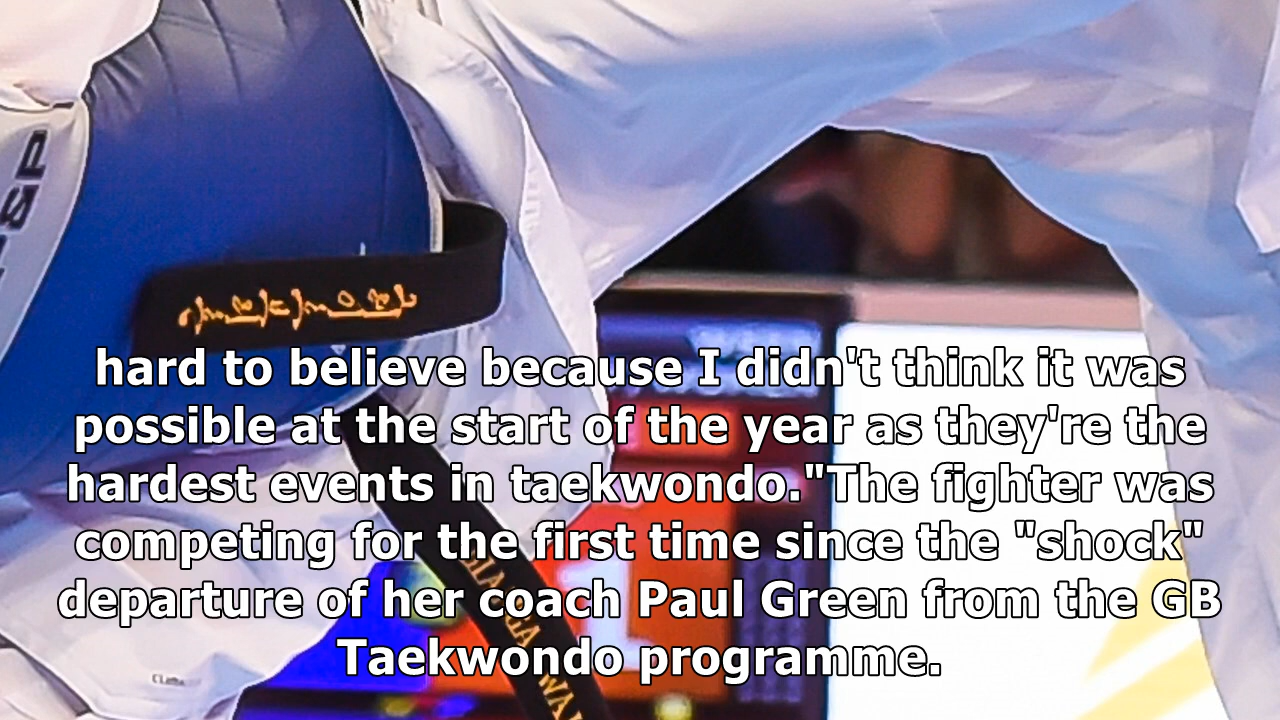 hard to believe because I didn't think it was
possible at the start of the year as they're the
hardest events in taekwondo."The fighter was
competing for the first time since the "shock"
departure of her coach Paul Green from the GB
Taekwondo programme.